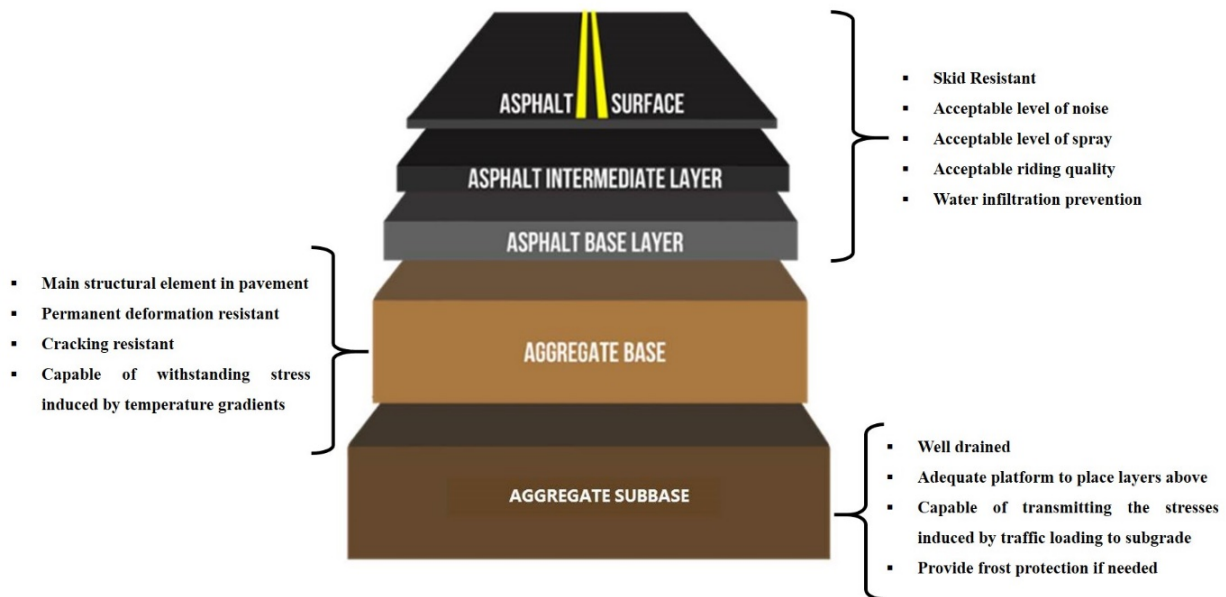 ASPHALT SURFACE
ASPHALT INTERMEDIATE LAYER
ASPHALT BASE LAYER
AGGREGATE BASE
AGGREGATE SUBBASE
▪ Skid Resistant
▪ Acceptable level of noise
▪ Acceptable level of spray
▪ Acceptable riding quality
▪ Water infiltration prevention
▪ Main structural element in pavement
▪ Permanent deformation resistant
▪ Cracking resistant
▪ Capable of withstanding stress
induced by temperature gradients
▪ Well drained
▪ Adequate platform to place layers above
▪ Capable of transmitting the stresses
induced by traffic loading to subgrade
▪ Provide frost protection if needed